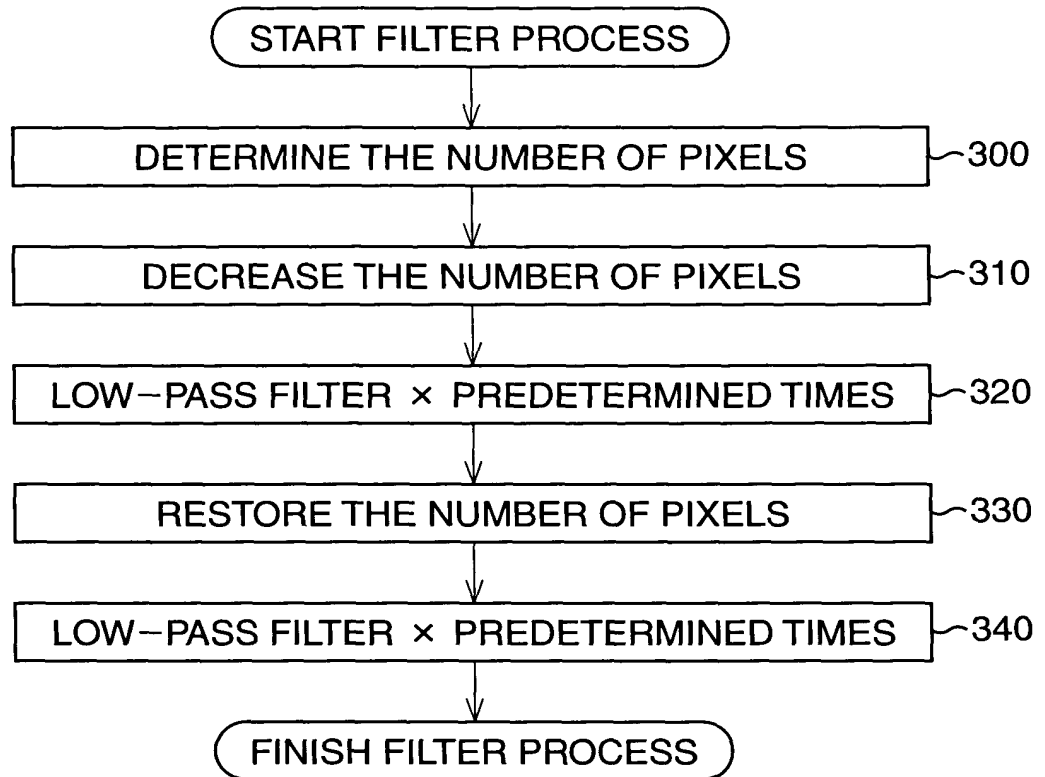 START FILTER PROCESS
DETERMINE THE NUMBER OF PIXELS 300
DECREASE THE NUMBER OF PIXELS 310
LOW-PASS FILTER × PREDETERMINED TIMES 320
RESTORE THE NUMBER OF PIXELS 330
LOW-PASS FILTER × PREDETERMINED TIMES 340
FINISH FILTER PROCESS